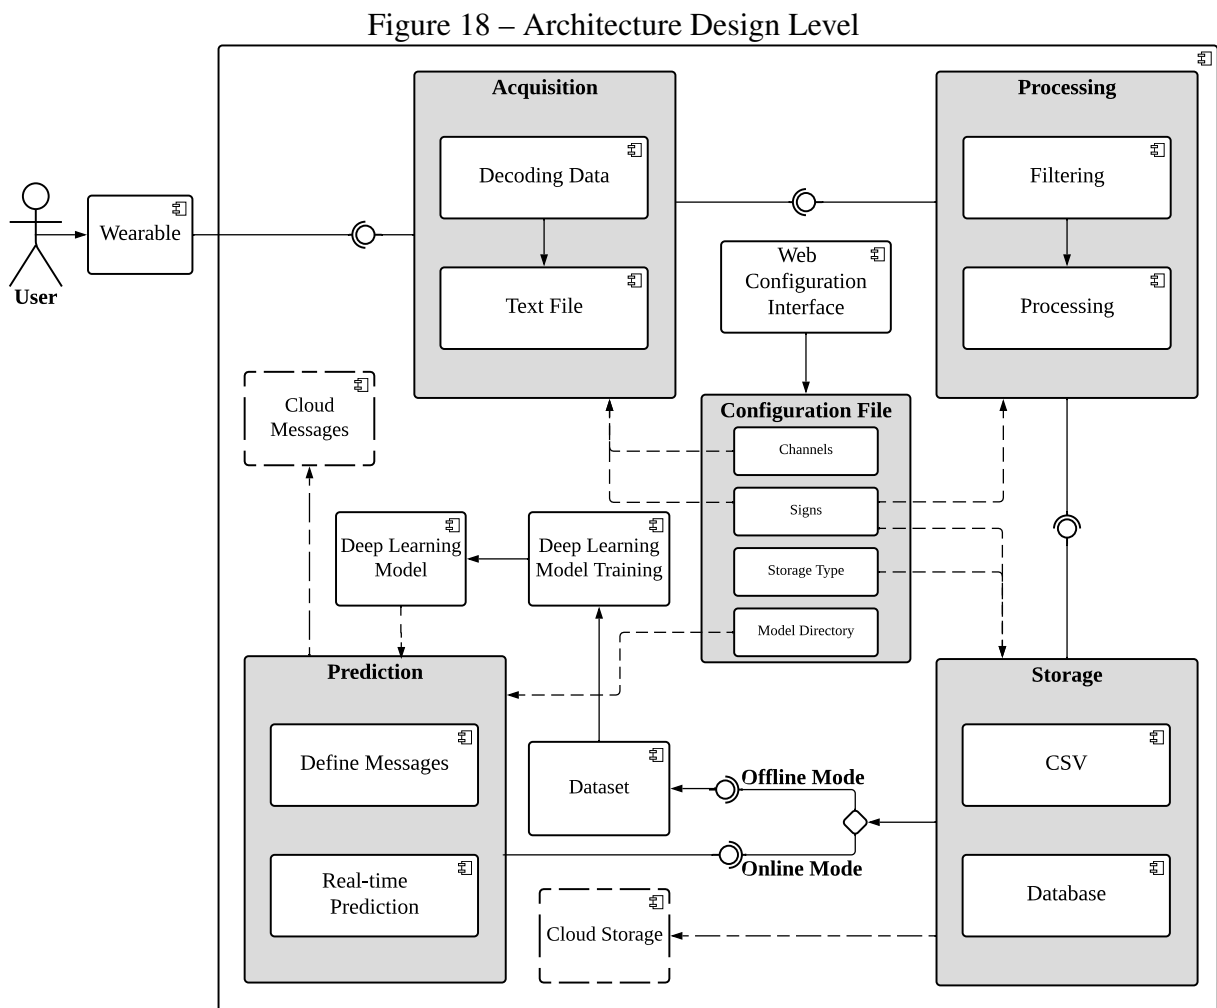 Figure 18 – Architecture Design Level
Acquisition
Decoding Data
Text File
Processing
Filtering
Processing
Wearable
User
Web
Configuration
Interface
Cloud
Messages
Configuration File
Channels
Signs
Storage Type
Model Directory
Deep Learning
Model
Deep Learning
Model Training
Prediction
Define Messages
Real-time
Prediction
Dataset
Offline Mode
Online Mode
Cloud Storage
Storage
CSV
Database